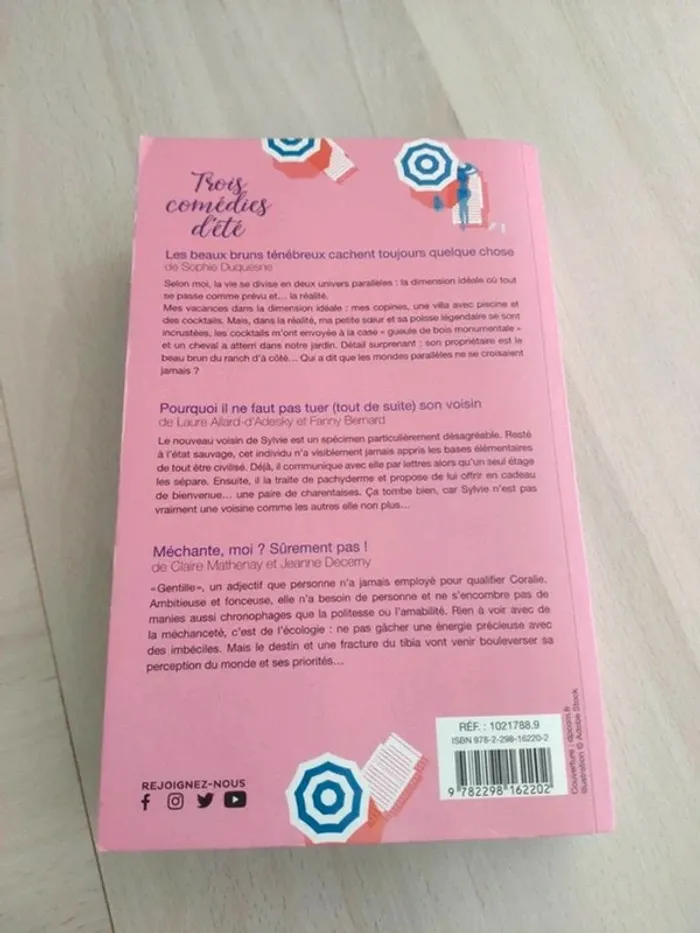 Trois
comédies
d'été
Les beaux bruns ténébreux cachent toujours quelque chose
de Sophie Duquesne
Selon moi, la vie se divise en deux univers parallèles : la dimension idéale où tout
se passe comme prévu et... la réalité.
Mes vacances dans la dimension idéale : mes copines, une villa avec piscine et
des cocktails. Mais, dans la réalité, ma petite sœur et sa poisse légendaire se sont
incrustées, les cocktails m'ont envoyée à la case « gueule de bois monumentale »
et un cheval a atterri dans notre jardin. Détail surprenant : son propriétaire est le
beau brun du ranch d'à côté... Qui a dit que les mondes parallèles ne se croisaient
jamais ?
Pourquoi il ne faut pas tuer (tout de suite) son voisin
de Laure Allard-d'Adesky et Fanny Bernard
Le nouveau voisin de Sylvie est un spécimen particulièrement désagréable. Resté
à l'état sauvage, cet individu n'a visiblement jamais appris les bases élémentaires
de tout être civilisé. Déjà, il communique avec elle par lettres alors qu'un seul étage
les sépare. Ensuite, il la traite de pachyderme et propose de lui offrir en cadeau
de bienvenue... une paire de charentaises. Ça tombe bien, car Sylvie n'est pas
vraiment une voisine comme les autres elle non plus...
Méchante, moi ? Sûrement pas !
de Claire Mathenay et Jeanne Decemy
«Gentille», un adjectif que personne n'a jamais employé pour qualifier Coralie.
Ambitieuse et fonceuse, elle n'a besoin de personne et ne s'encombre pas de
manies aussi chronophages que la politesse ou l'amabilité. Rien à voir avec de
la méchanceté, c'est de l'écologie : ne pas gâcher une énergie précieuse avec
des imbéciles. Mais le destin et une fracture du tibia vont venir bouleverser sa
perception du monde et ses priorités...
RÉF. : 1021788.9
ISBN 978-2-298-16220-2
9 782298 162202
Couverture : dpcom.fr
Illustration © Adobe Stock
REJOIGNEZ-NOUS